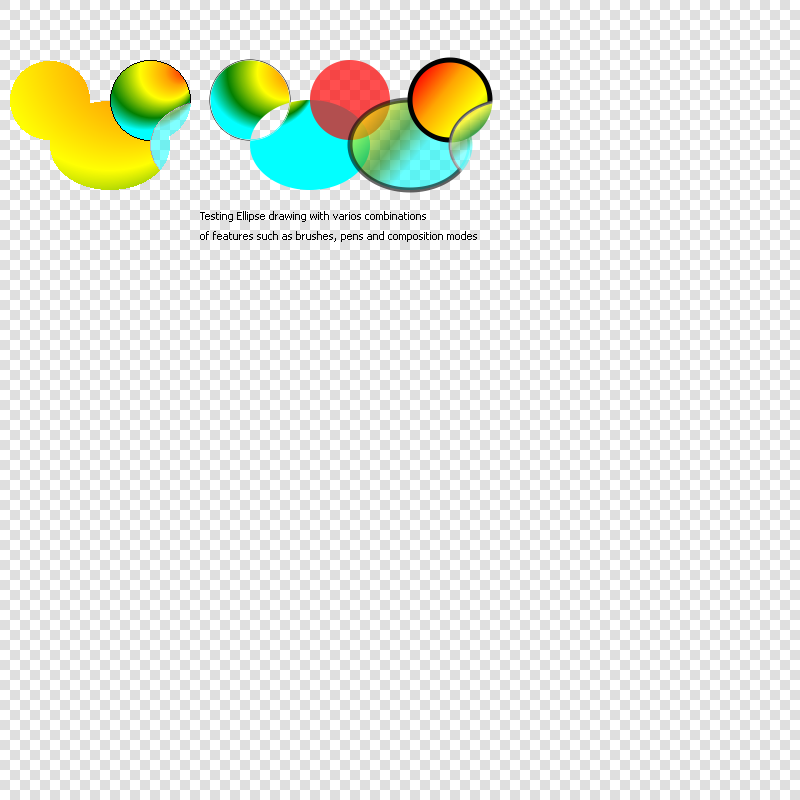 Testing Ellipse drawing with varios combinations
of features such as brushes, pens and composition modes